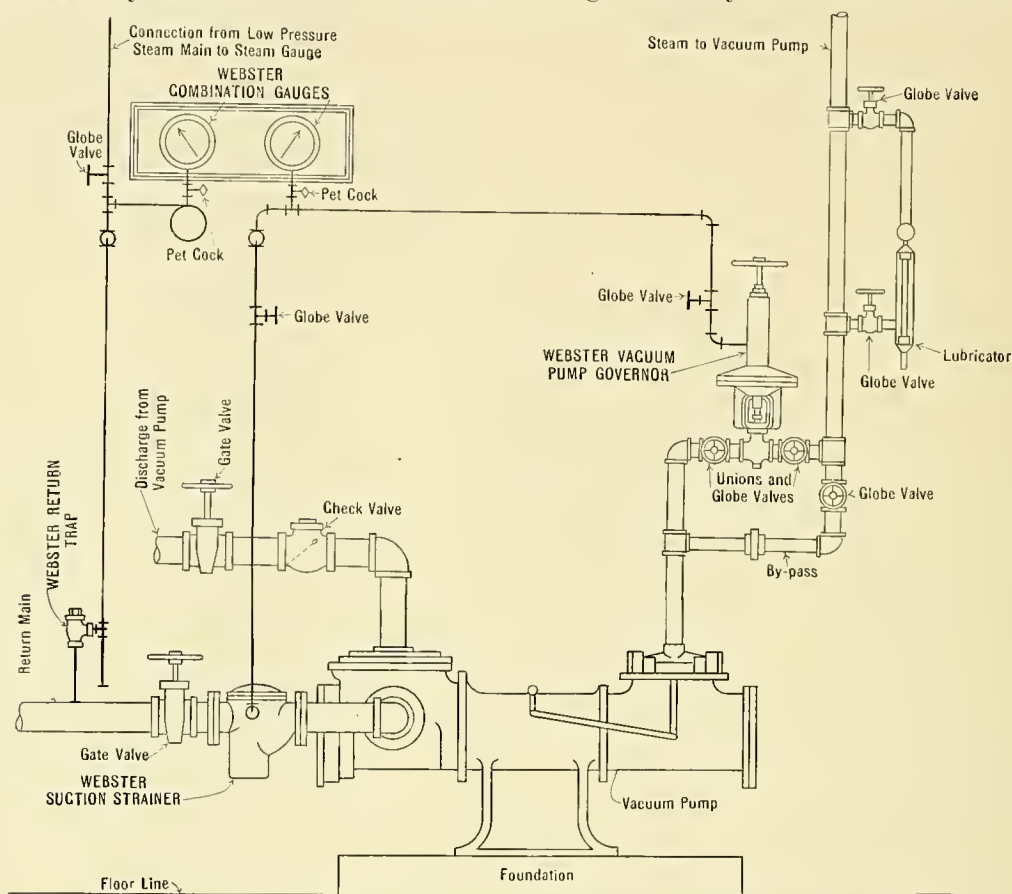 Connection from Low Pressure
Steam Main to Steam Gauge
WEBSTER
COMBINATION GAUGES
Steam to Vacuum Pump
Globe Valve
Globe
Valve
Pet Cock
Pet Cock
Globe Valve
Globe Valve
WEBSTER VACUUM
PUMP GOVERNOR
Globe Valve
Lubricator
Discharge from
Vacuum Pump
Gate Valve
Check Valve
Unions and
Globe Valves
Globe Valve
By-pass
WEBSTER RETURN
TRAP
Return Main
Gate Valve
WEBSTER
SUCTION STRAINER
Vacuum Pump
Foundation
Floor Line